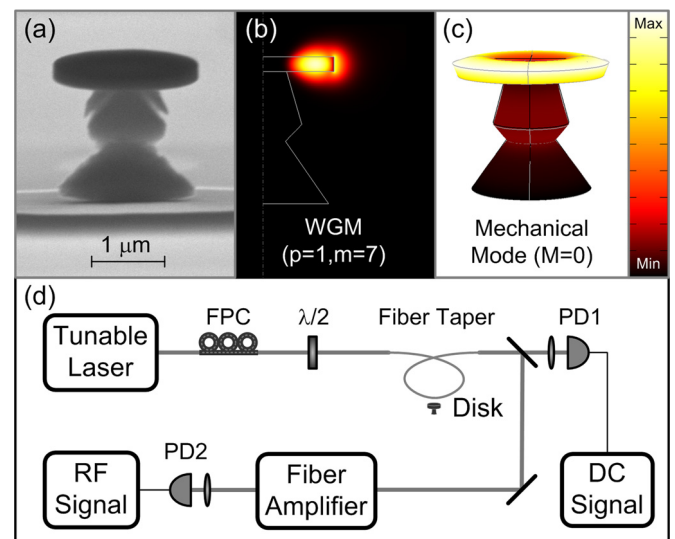 (a)
1 μm
(b)
WGM
(p=1,m=7)
(c)
Mechanical
Mode (M=0)
Max
Min
(d)
Tunable
Laser
FPC
λ/2
Fiber Taper
Disk
PD1
DC
Signal
PD2
RF
Signal
Fiber
Amplifier